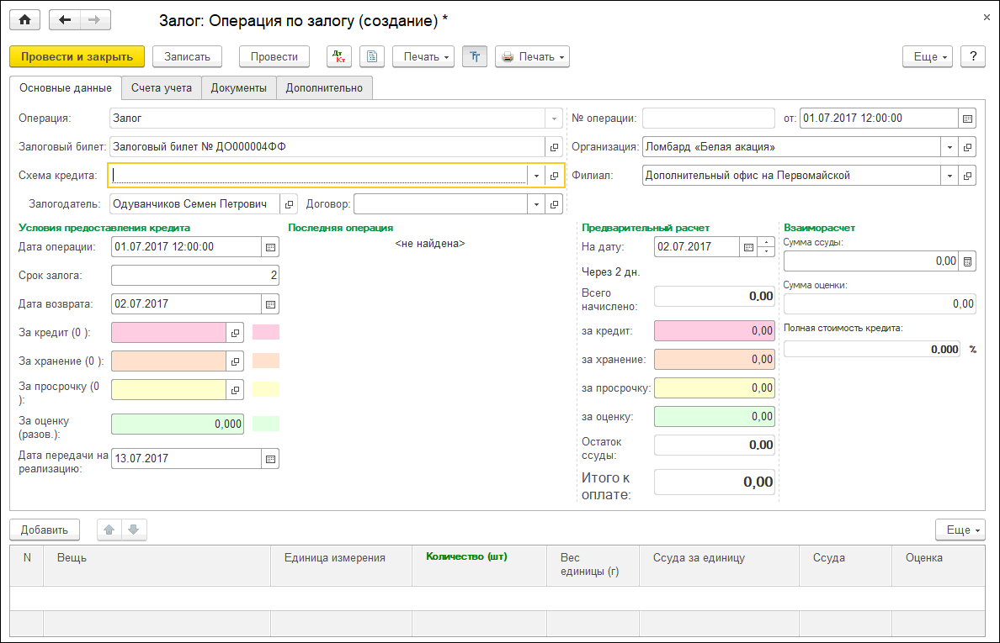 Залог: Операция по залогу (создание) *
Провести и закрыть Записать Провести Дт Кт Печать Печать Еще ?
Основные данные Счета учета Документы Дополнительно
Операция: Залог № операции: от: 01.07.2017 12:00:00
Залоговый билет: Залоговый билет № ДО000004ФФ Организация: Ломбард «Белая акация»
Схема кредита: Филиал: Дополнительный офис на Первомайской
Залогодатель: Одуванчиков Семен Петрович Договор:
Условия предоставления кредита Последняя операция Предварительный расчет Взаиморасчет
Дата операции: 01.07.2017 12:00:00 <не найдена> На дату: 02.07.2017 Сумма ссуды:
0,00
Срок залога: 2 Через 2 дн.
Сумма оценки:
Дата возврата: 02.07.2017 Всего начислено: 0,00 0,00
За кредит (0 ): за кредит: 0,00 Полная стоимость кредита:
0,000 %
За хранение (0 ): за хранение: 0,00
За просрочку (0 ): за просрочку: 0,00
За оценку (разов.): 0,000 за оценку: 0,00
Дата передачи на реализацию: 13.07.2017 Остаток ссуды: 0,00
Итого к оплате: 0,00
Добавить Еще
N Вещь Единица измерения Количество (шт) Вес единицы (г) Ссуда за единицу Ссуда Оценка